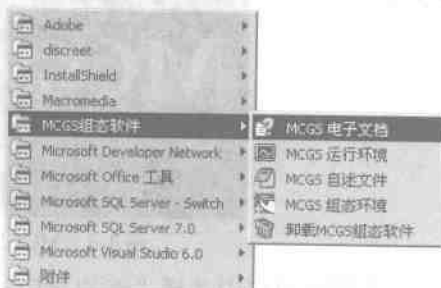 Adobe
discreet
InstallShield
Macromedia
MCGS组态软件
Microsoft Developer Network
Microsoft Office 工具
Microsoft SQL Server - Switch
Microsoft SQL Server 7.0
Microsoft Visual Studio 6.0
附件
MCGS 电子文档
MCGS 运行环境
MCGS 自述文件
MCGS 组态环境
卸载MCGS组态软件